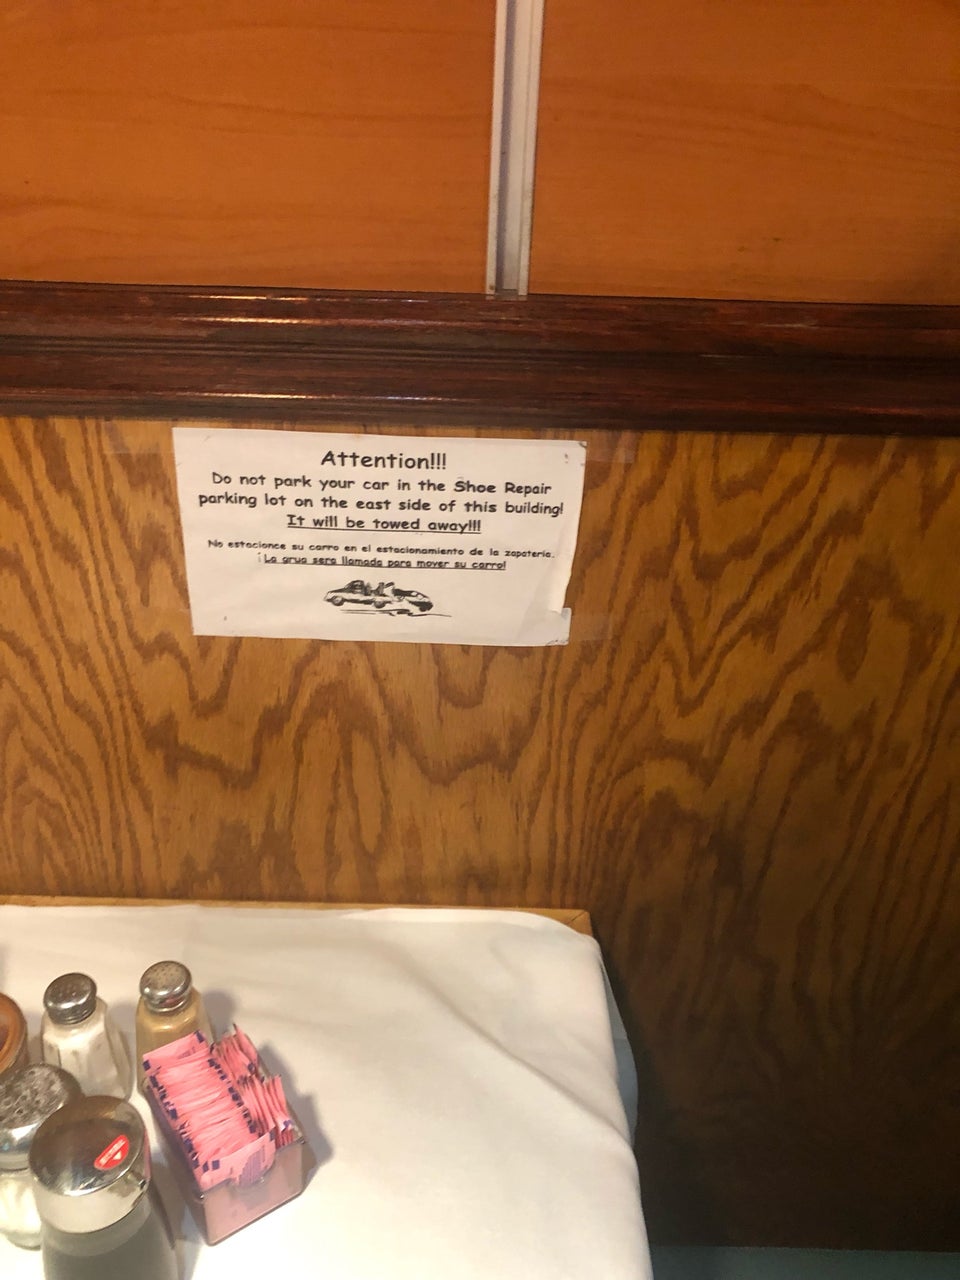 Attention!!!
Do not park your car in the Shoe Repair
parking lot on the east side of this building!
It will be towed away!!!
No estacionce su carro en el estacionamiento de la zapateria.
¡La grua sera llamada para mover su carro!